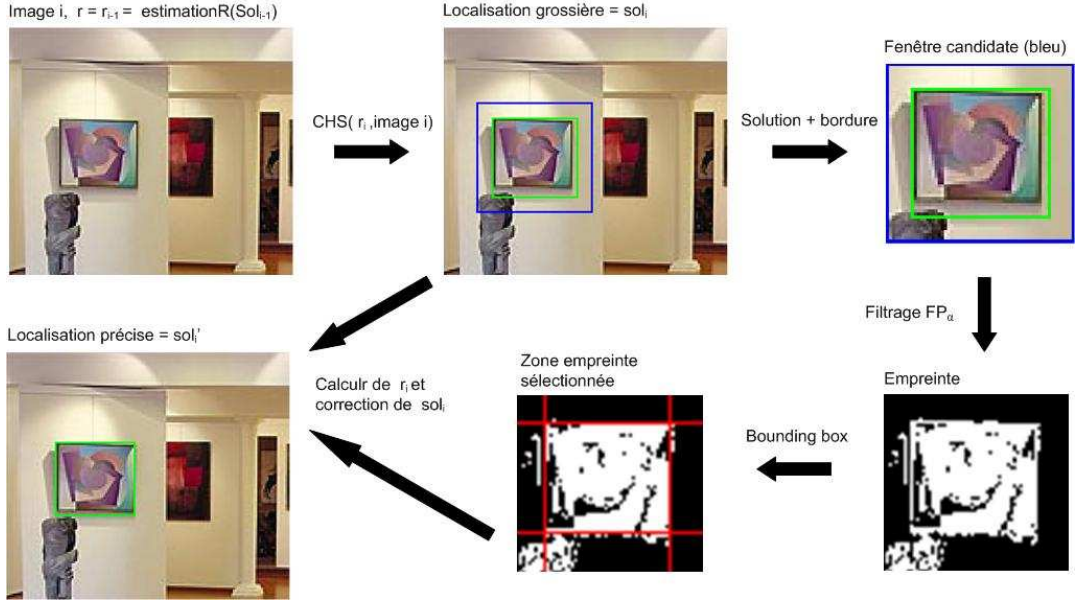 Image i, r = rᵢ₋₁ = estimationR(Solᵢ₋₁)
Localisation grossière = solᵢ
Fenêtre candidate (bleu)
CHS( rᵢ ,image i)
Solution + bordure
Filtrage FPα
Localisation précise = solᵢ'
Calculr de rᵢ et
correction de solᵢ
Zone empreinte
sélectionnée
Bounding box
Empreinte